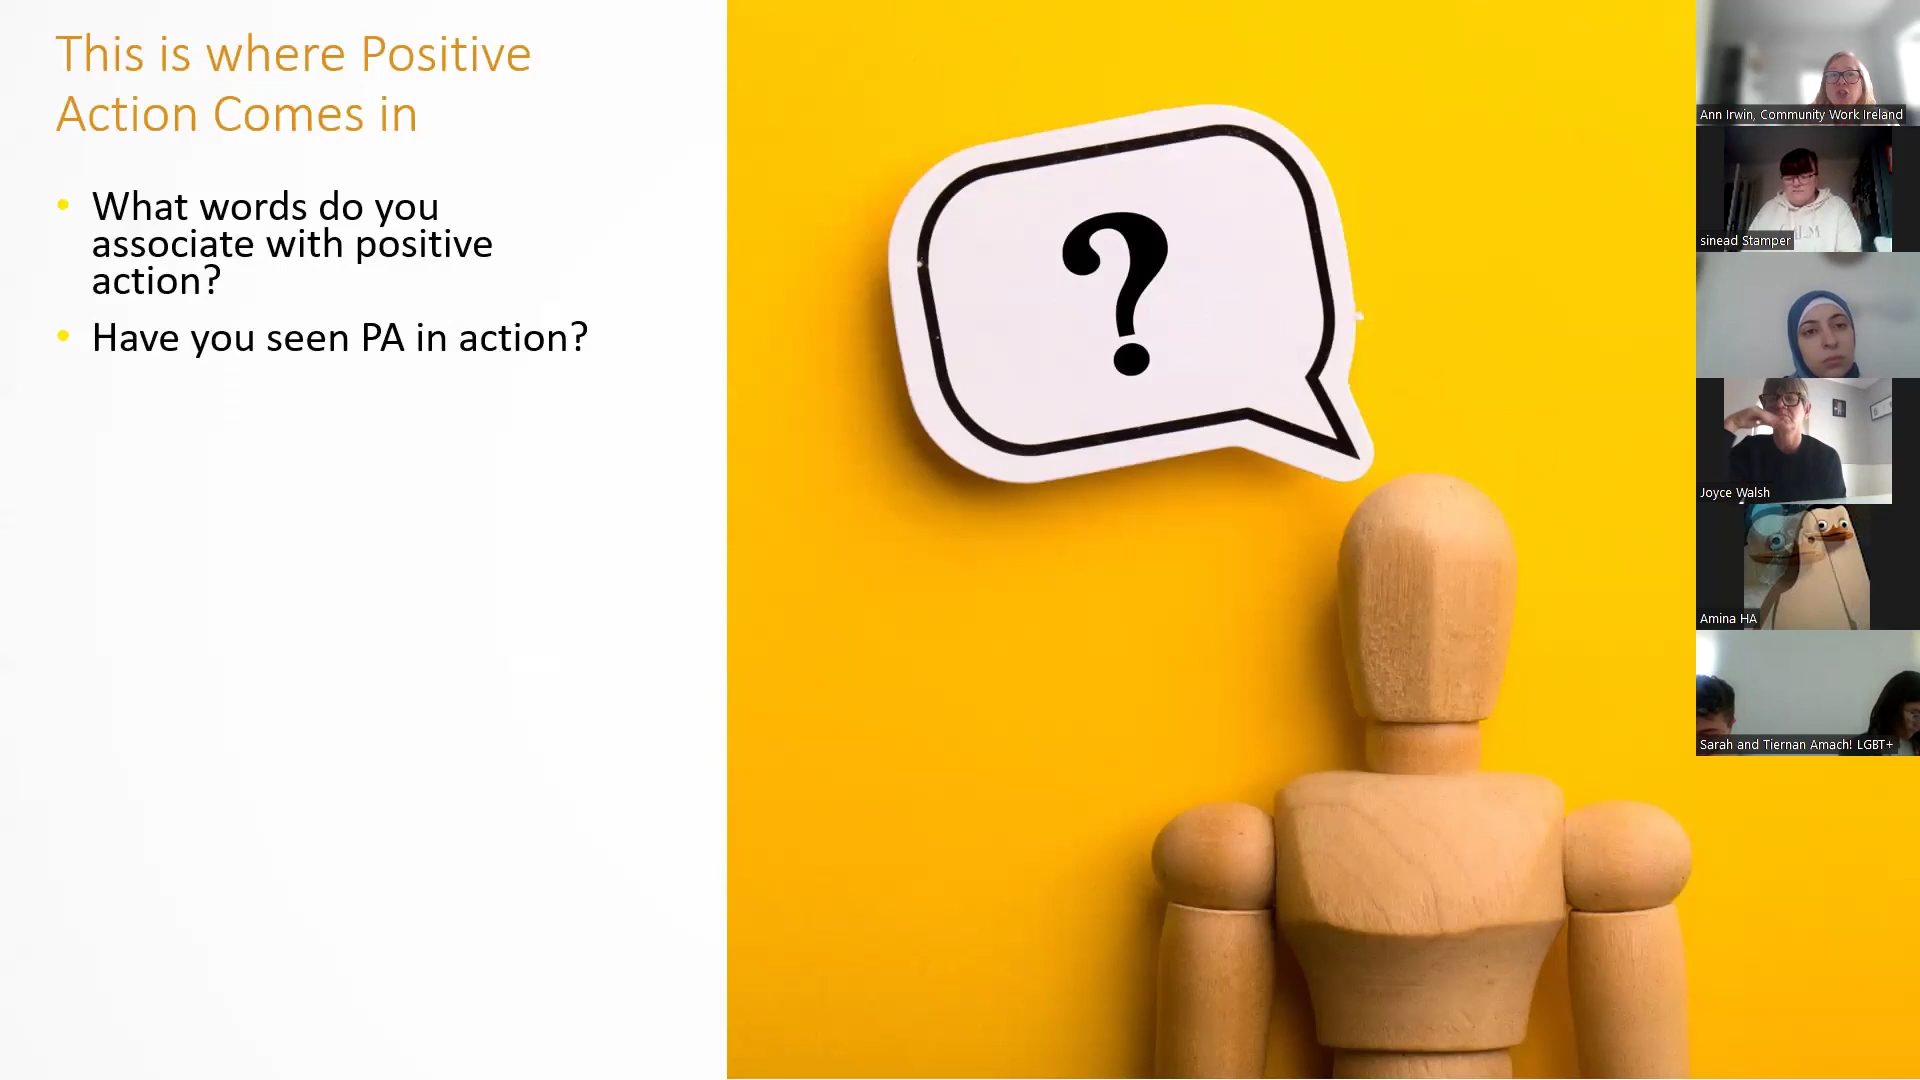 This is where Positive
Action Comes in
• What words do you
associate with positive
action?
• Have you seen PA in action?
?
Ann Irwin, Community Work Ireland
sinead Stamper
Joyce Walsh
Amina HA
Sarah and Tiernan Amach! LGBT+